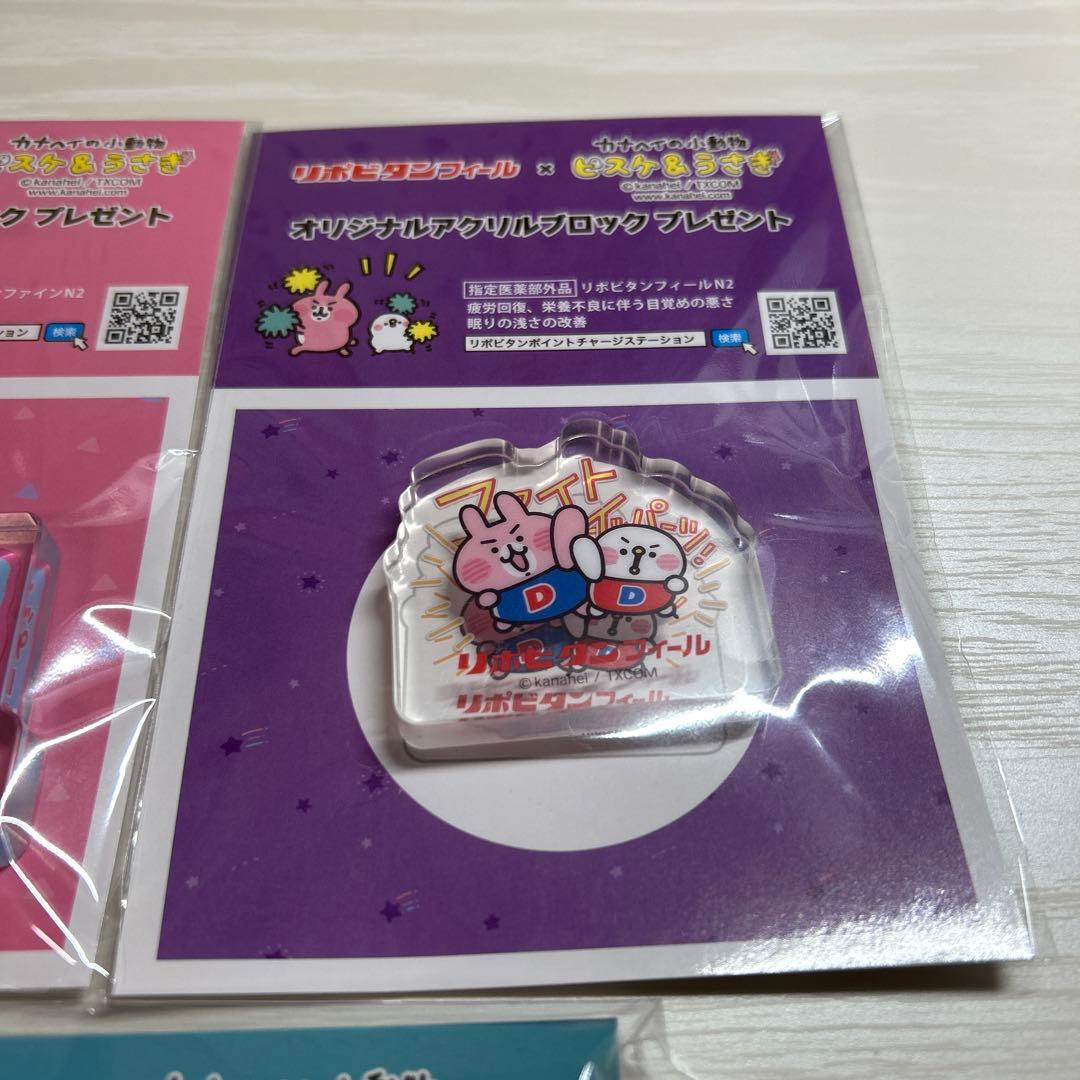 カナヘイの小動物
ピスケ&うさぎ
©kanahei / TXCOM
www.kanahei.com
ク プレゼント
ファインN2
ション 検索
リポビタンフィール × カナヘイの小動物
ピスケ&うさぎ
©kanahei / TXCOM
www.kanahei.com
オリジナルアクリルブロック プレゼント
指定医薬部外品 リポビタンフィールN2
疲労回復、栄養不良に伴う目覚めの悪さ
眠りの浅さの改善
リポビタンポイントチャージステーション 検索
ファイト
イッパーツ!
D D
リポビタンフィール
©kanahei / TXCOM
リポビタンフィール